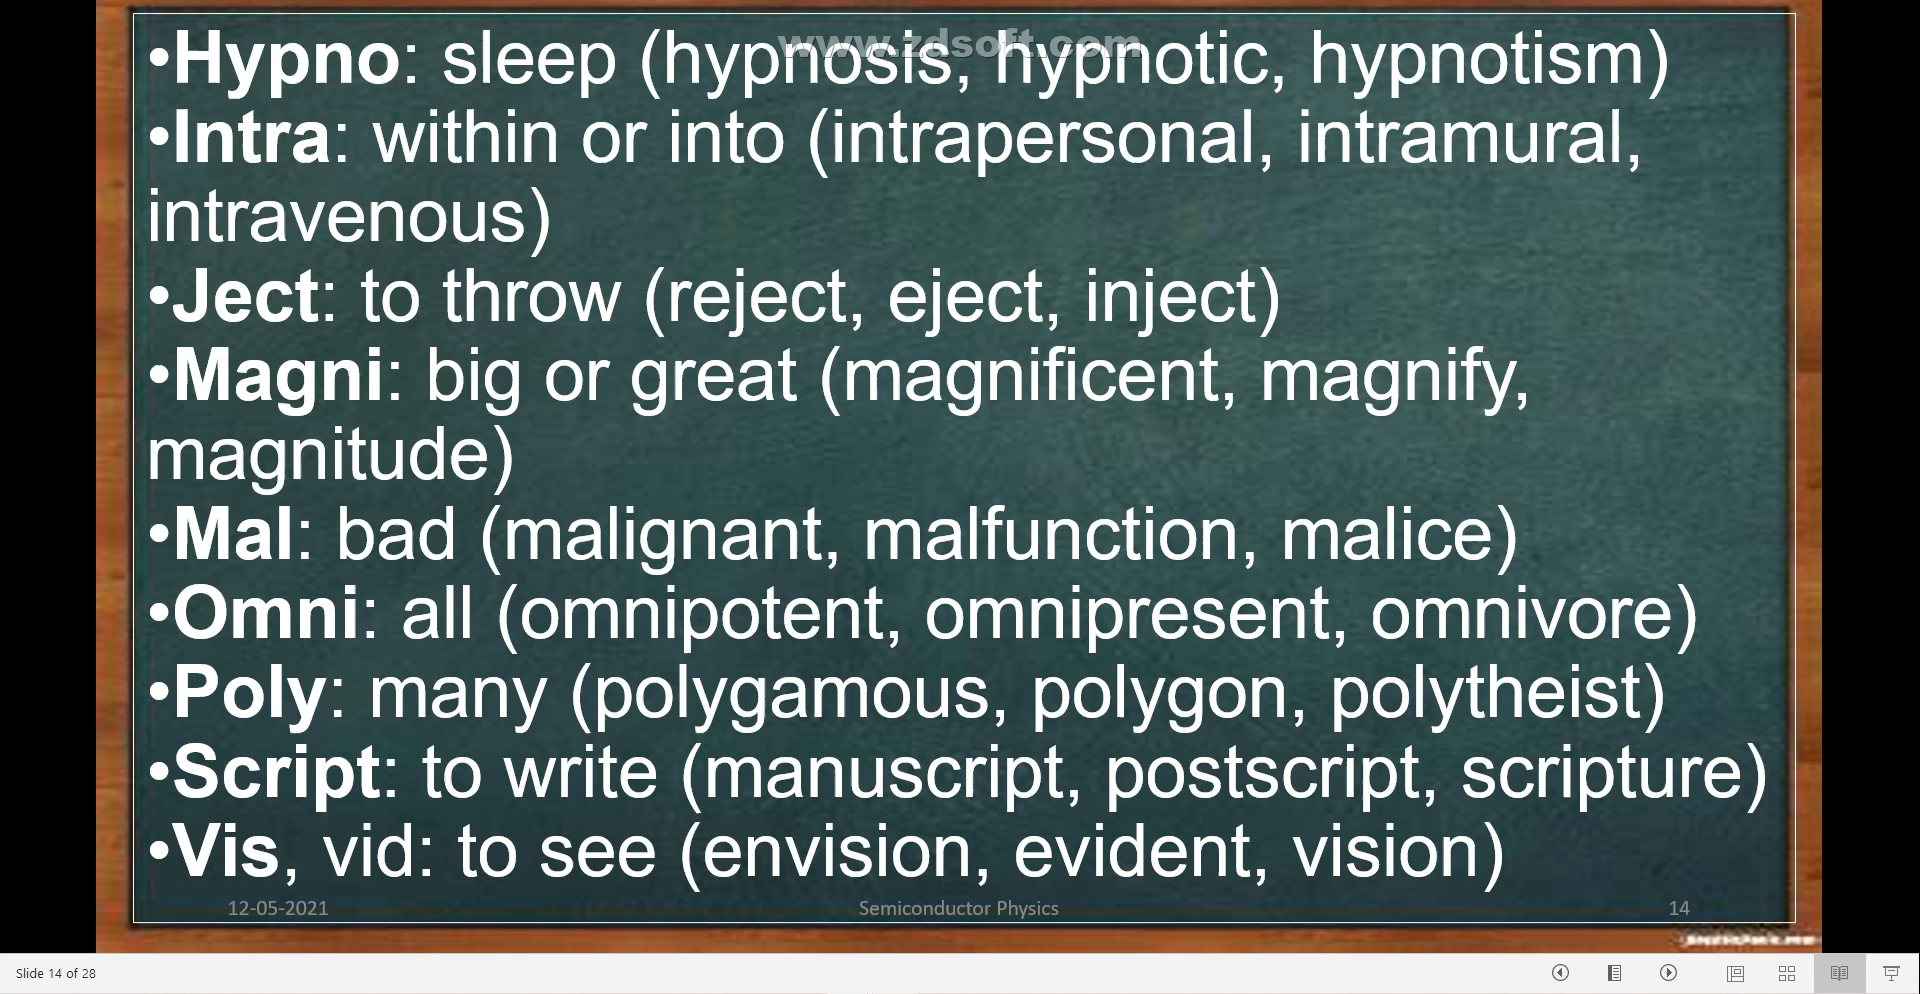 www.zdsoft.com
•Hypno: sleep (hypnosis, hypnotic, hypnotism)
•Intra: within or into (intrapersonal, intramural,
intravenous)
•Ject: to throw (reject, eject, inject)
•Magni: big or great (magnificent, magnify,
magnitude)
•Mal: bad (malignant, malfunction, malice)
•Omni: all (omnipotent, omnipresent, omnivore)
•Poly: many (polygamous, polygon, polytheist)
•Script: to write (manuscript, postscript, scripture)
•Vis, vid: to see (envision, evident, vision)
12-05-2021 Semiconductor Physics 14
Slide 14 of 28